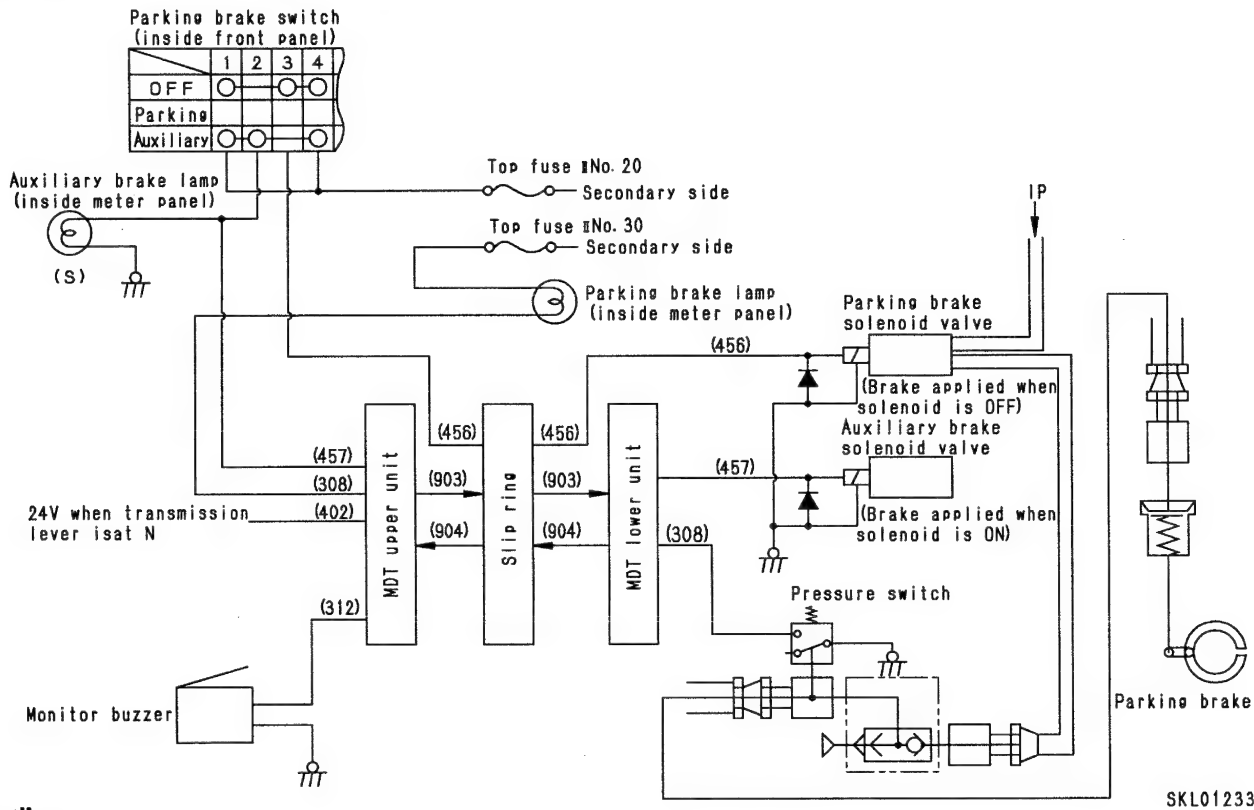 Parking brake switch
(inside front panel)
1 2 3 4
OFF
Parking
Auxiliary
Auxiliary brake lamp
(inside meter panel)
(S)
Top fuse ⅡNo. 20
Secondary side
Top fuse ⅡNo. 30
Secondary side
Parking brake lamp
(inside meter panel)
IP
Parking brake
solenoid valve
(456)
(Brake applied when
solenoid is OFF)
Auxiliary brake
solenoid valve
(457)
(Brake applied when
solenoid is ON)
(456)
(456)
(457)
(308)
(903)
(903)
24V when transmission
lever isat N
(402)
(904)
(904)
(308)
MDT upper unit
Slip ring
MDT lower unit
(312)
Pressure switch
Monitor buzzer
Parking brake
SKL01233